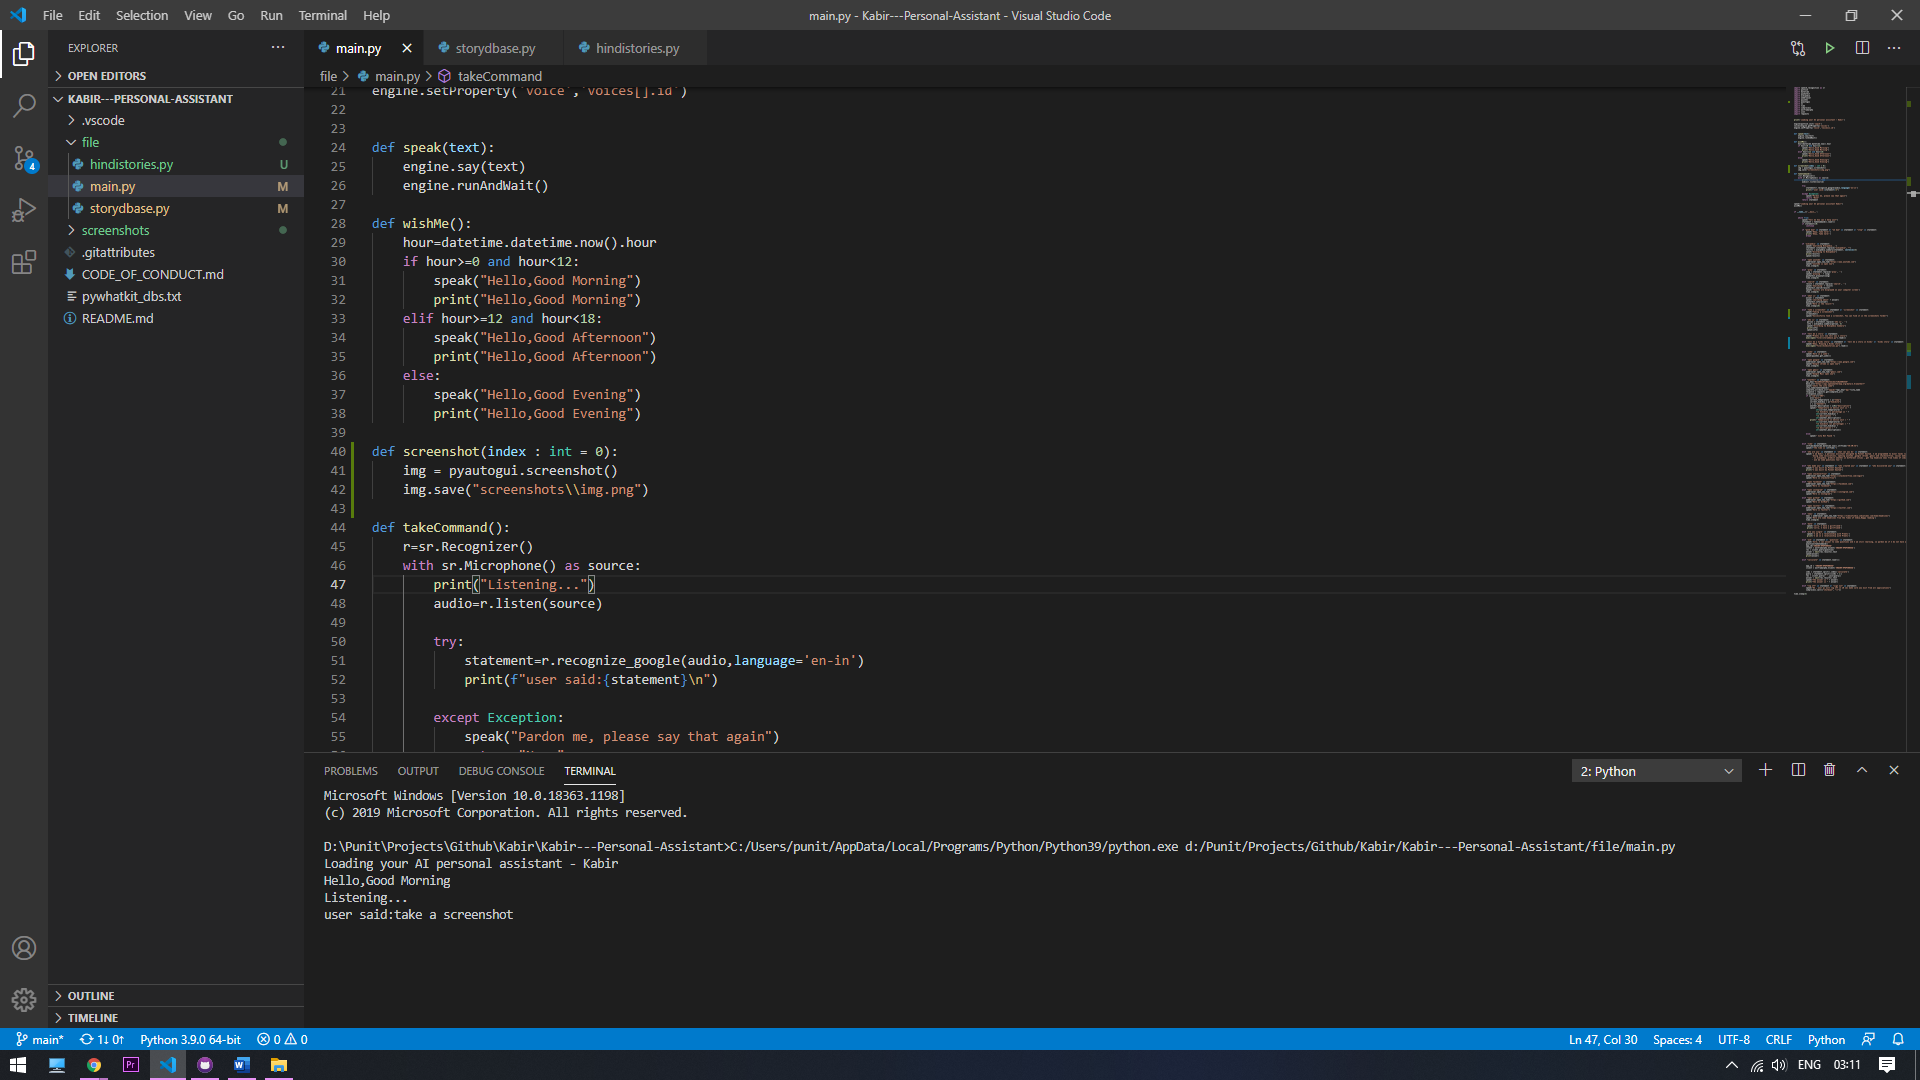 File Edit Selection View Go Run Terminal Help
main.py - Kabir---Personal-Assistant - Visual Studio Code
EXPLORER
OPEN EDITORS
KABIR---PERSONAL-ASSISTANT
.vscode
file
hindistories.py U
main.py M
storydbase.py M
screenshots
.gitattributes
CODE_OF_CONDUCT.md
pywhatkit_dbs.txt
README.md
OUTLINE
TIMELINE
4
main.py storydbase.py hindistories.py
file > main.py > takeCommand
21 engine.setProperty('voice','voices[].id')
22
23
24 def speak(text):
25 engine.say(text)
26 engine.runAndWait()
27
28 def wishMe():
29 hour=datetime.datetime.now().hour
30 if hour>=0 and hour<12:
31 speak("Hello,Good Morning")
32 print("Hello,Good Morning")
33 elif hour>=12 and hour<18:
34 speak("Hello,Good Afternoon")
35 print("Hello,Good Afternoon")
36 else:
37 speak("Hello,Good Evening")
38 print("Hello,Good Evening")
39
40 def screenshot(index : int = 0):
41 img = pyautogui.screenshot()
42 img.save("screenshots\\img.png")
43
44 def takeCommand():
45 r=sr.Recognizer()
46 with sr.Microphone() as source:
47 print("Listening...")
48 audio=r.listen(source)
49
50 try:
51 statement=r.recognize_google(audio,language='en-in')
52 print(f"user said:{statement}\n")
53
54 except Exception:
55 speak("Pardon me, please say that again")
PROBLEMS OUTPUT DEBUG CONSOLE TERMINAL 2: Python
Microsoft Windows [Version 10.0.18363.1198]
(c) 2019 Microsoft Corporation. All rights reserved.
D:\Punit\Projects\Github\Kabir\Kabir---Personal-Assistant>C:/Users/punit/AppData/Local/Programs/Python/Python39/python.exe d:/Punit/Projects/Github/Kabir/Kabir---Personal-Assistant/file/main.py
Loading your AI personal assistant - Kabir
Hello,Good Morning
Listening...
user said:take a screenshot
main* 1↓ 0↑ Python 3.9.0 64-bit 0 0 Ln 47, Col 30 Spaces: 4 UTF-8 CRLF Python
Pr W ENG 03:11